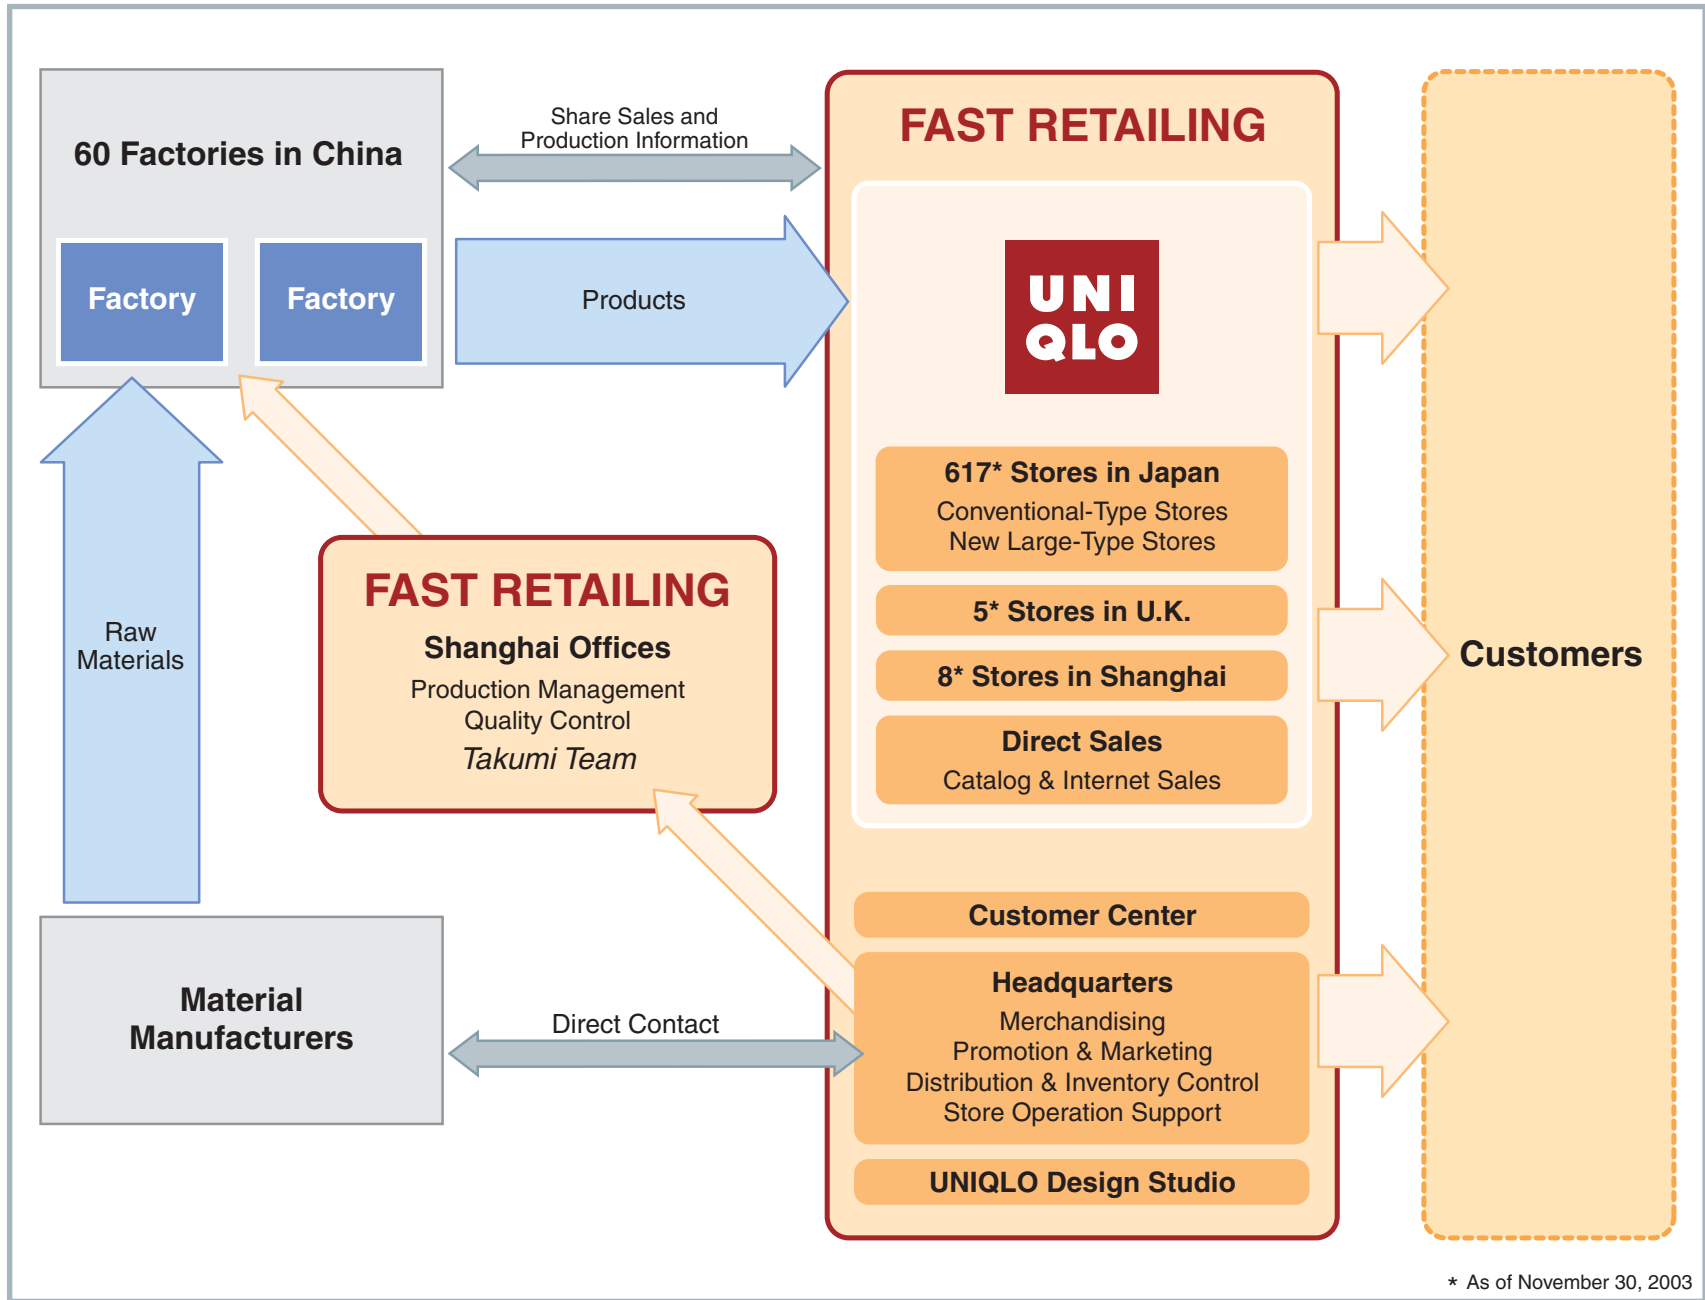 60 Factories in China
Factory
Factory
Share Sales and
Production Information
Products
Raw
Materials
FAST RETAILING
Shanghai Offices
Production Management
Quality Control
Takumi Team
Material
Manufacturers
Direct Contact
FAST RETAILING
UNI
QLO
617* Stores in Japan
Conventional-Type Stores
New Large-Type Stores
5* Stores in U.K.
8* Stores in Shanghai
Direct Sales
Catalog & Internet Sales
Customer Center
Headquarters
Merchandising
Promotion & Marketing
Distribution & Inventory Control
Store Operation Support
UNIQLO Design Studio
Customers
* As of November 30, 2003